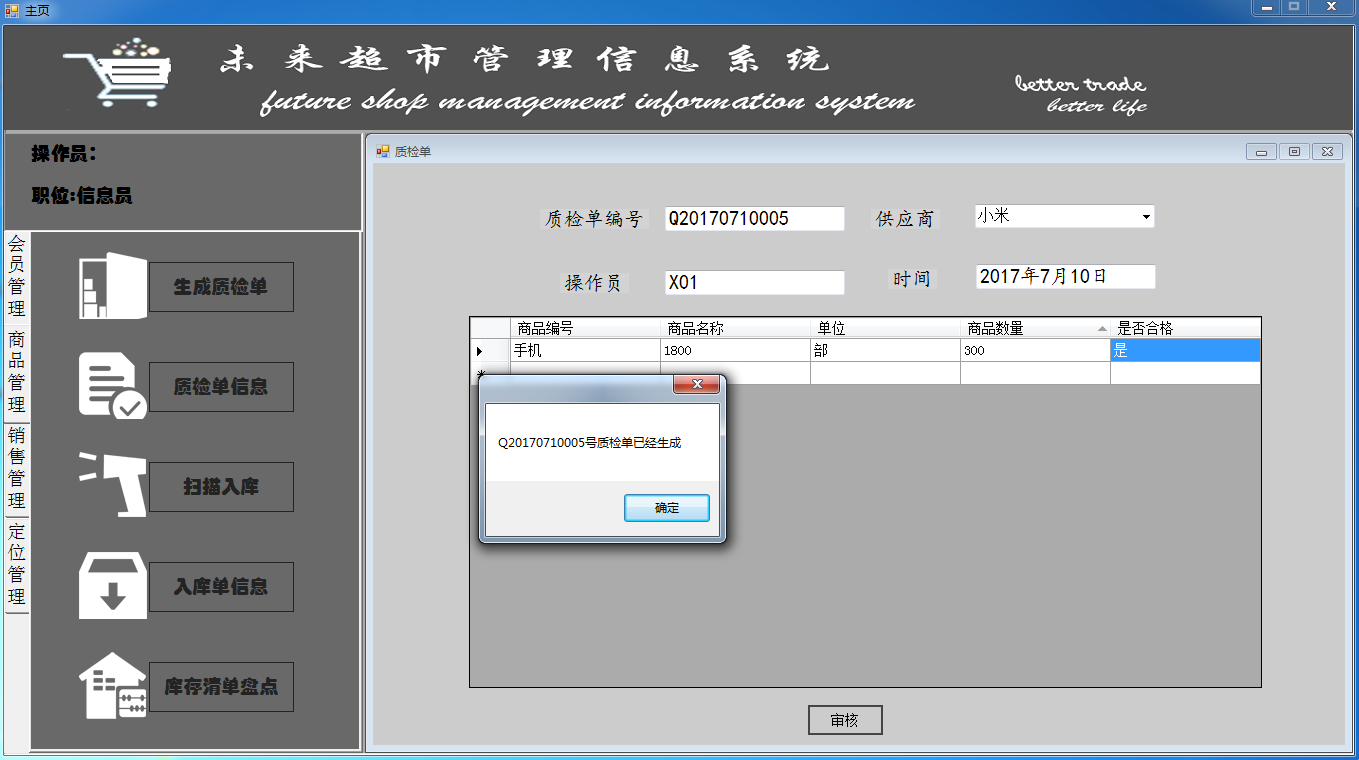 主页
未来超市管理信息系统
future shop management information system
better trade
better life
操作员：
职位:信息员
会员管理
商品管理
销售管理
定位管理
生成质检单
质检单信息
扫描入库
入库单信息
库存清单盘点
质检单
质检单编号 Q20170710005 供应商 小米
操作员 X01 时间 2017年7月10日
商品编号 商品名称 单位 商品数量 是否合格
手机 1800 部 300 是
Q20170710005号质检单已经生成
确定
审核